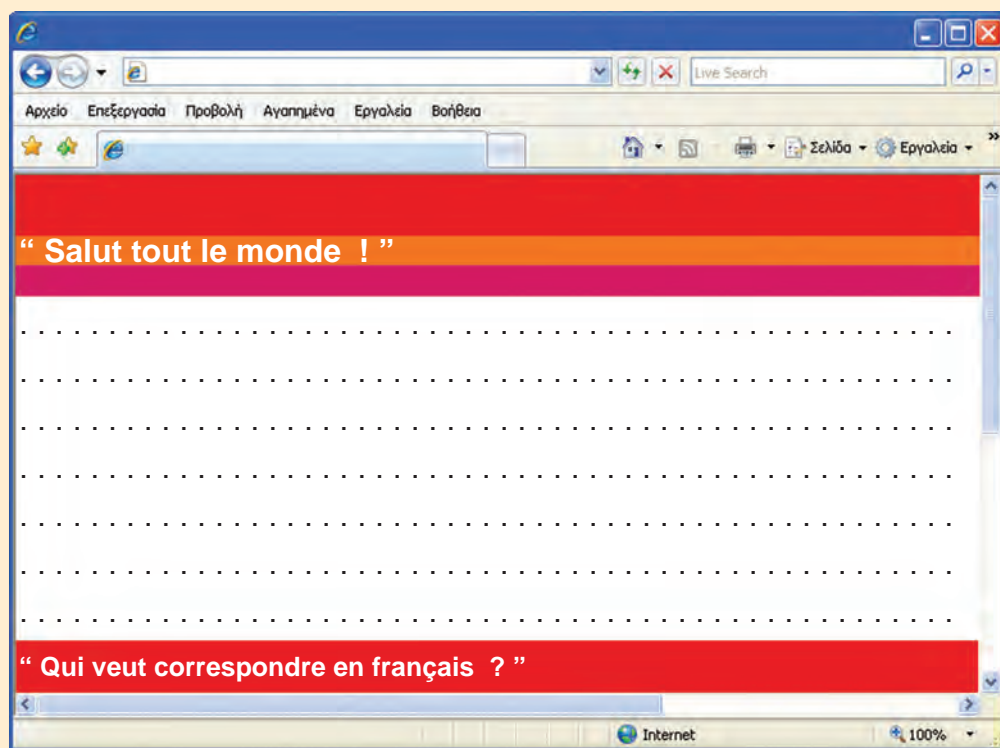 Live Search
Αρχείο Επεξεργασία Προβολή Αγαπημένα Εργαλεία Βοήθεια
» 
Σελίδα Εργαλεία
“ Salut tout le monde ! ”
. . . . . . . . . . . . . . . . . . . . . . . . . . . . . . . . . . . . . . . . . . . . . . . . . . . . .
. . . . . . . . . . . . . . . . . . . . . . . . . . . . . . . . . . . . . . . . . . . . . . . . . . . . .
. . . . . . . . . . . . . . . . . . . . . . . . . . . . . . . . . . . . . . . . . . . . . . . . . . . . .
. . . . . . . . . . . . . . . . . . . . . . . . . . . . . . . . . . . . . . . . . . . . . . . . . . . . .
. . . . . . . . . . . . . . . . . . . . . . . . . . . . . . . . . . . . . . . . . . . . . . . . . . . . .
. . . . . . . . . . . . . . . . . . . . . . . . . . . . . . . . . . . . . . . . . . . . . . . . . . . . .
. . . . . . . . . . . . . . . . . . . . . . . . . . . . . . . . . . . . . . . . . . . . . . . . . . . . .
“ Qui veut correspondre en français ? ”
Internet 100%